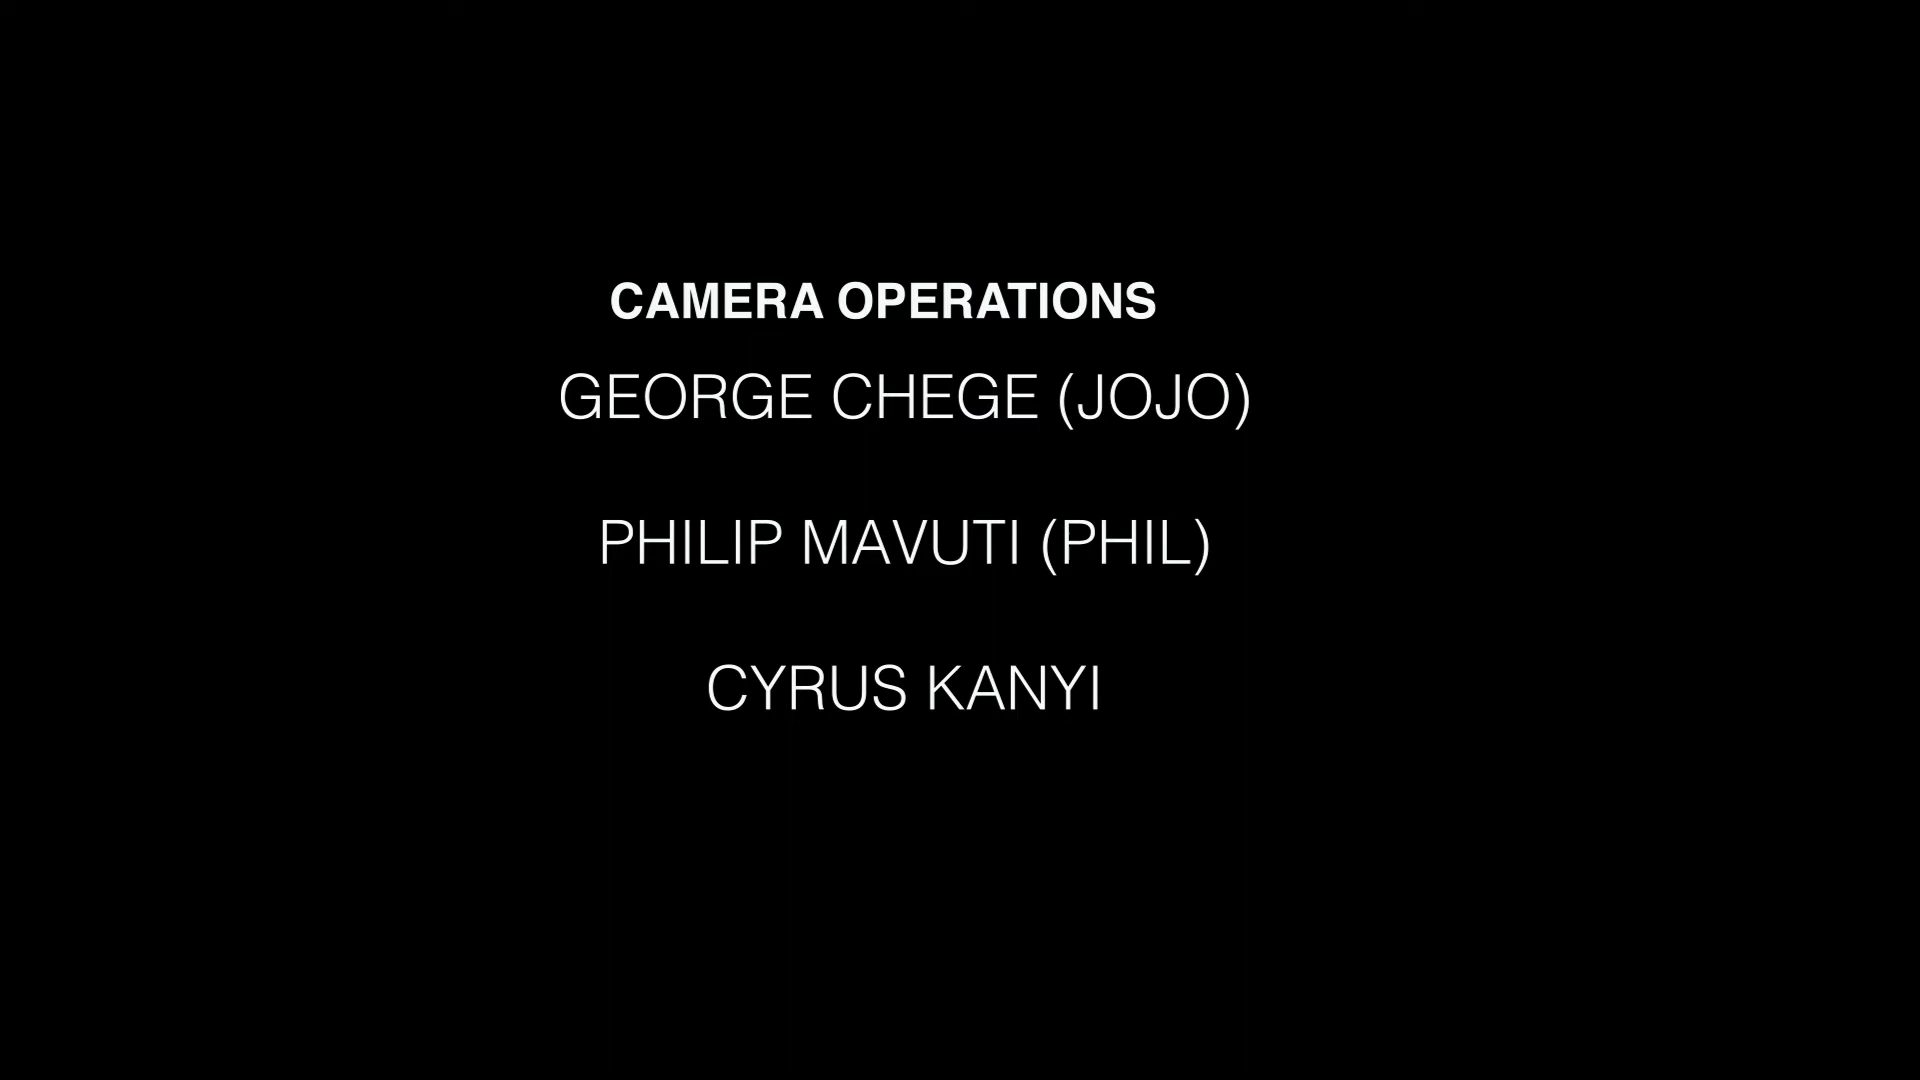 CAMERA OPERATIONS
GEORGE CHEGE (JOJO)
PHILIP MAVUTI (PHIL)
CYRUS KANYI